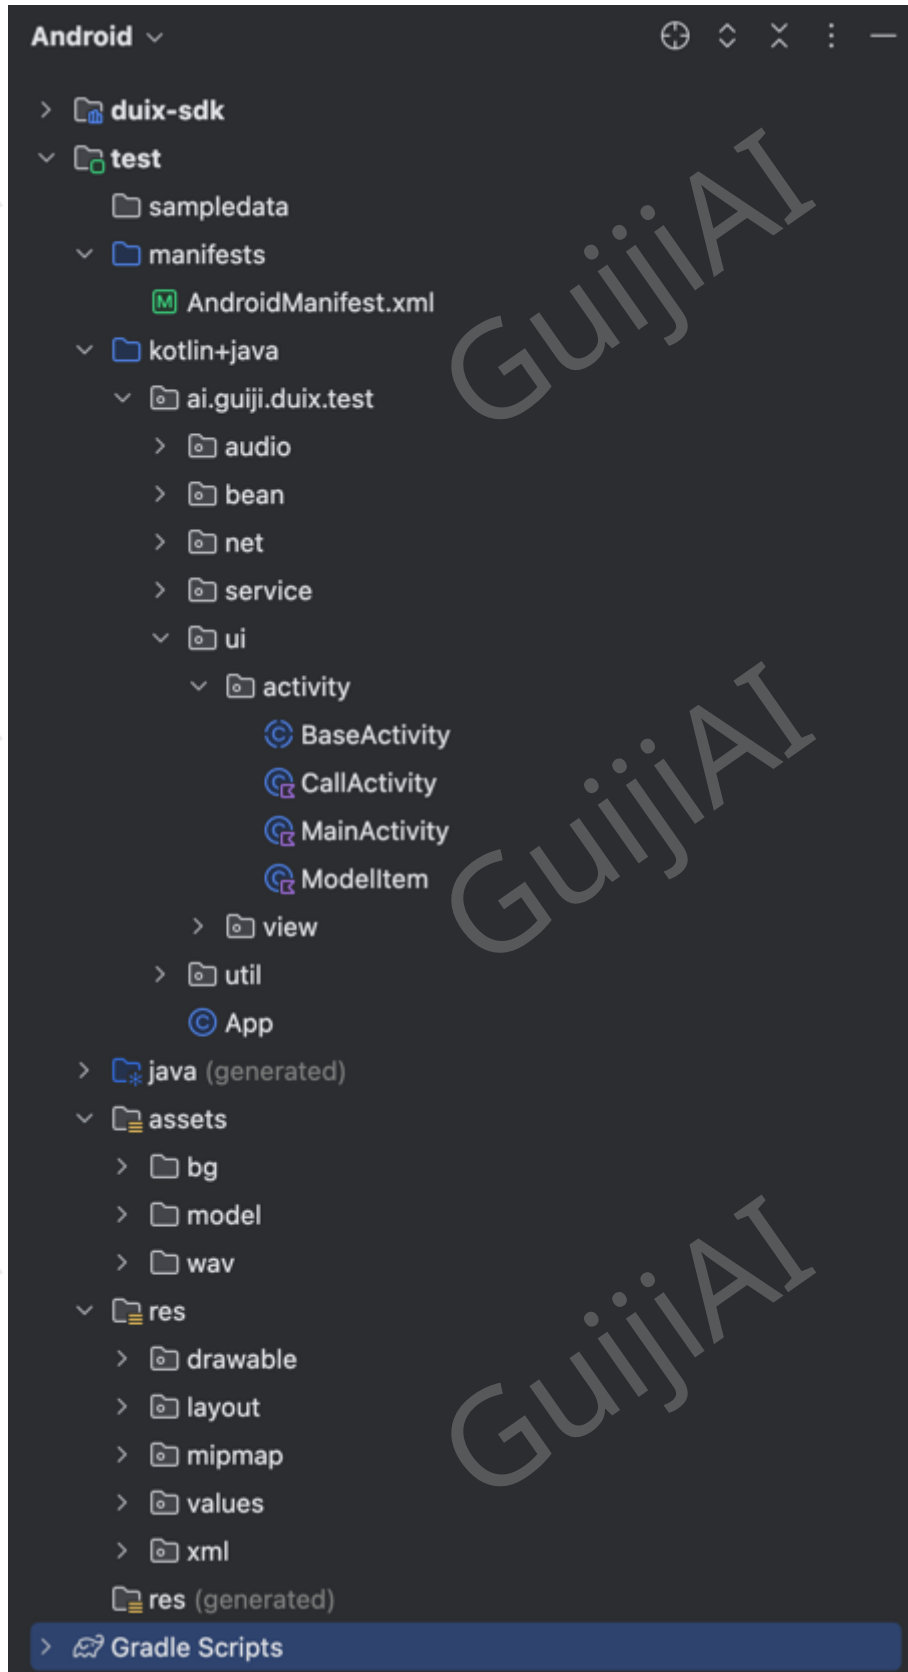 Android
duix-sdk
test
sampledata
manifests
AndroidManifest.xml
kotlin+java
ai.guiji.duix.test
audio
bean
net
service
ui
activity
BaseActivity
CallActivity
MainActivity
ModelItem
view
util
App
java (generated)
assets
bg
model
wav
res
drawable
layout
mipmap
values
xml
res (generated)
Gradle Scripts
GuijiAI
GuijiAI
GuijiAI